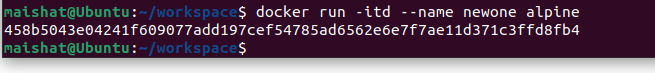 maishat@Ubuntu:~/workspace$ docker run -itd --name newone alpine
458b5043e04241f609077add197cef54785ad6562e6e7f7ae11d371c3ffd8fb4
maishat@Ubuntu:~/workspace$